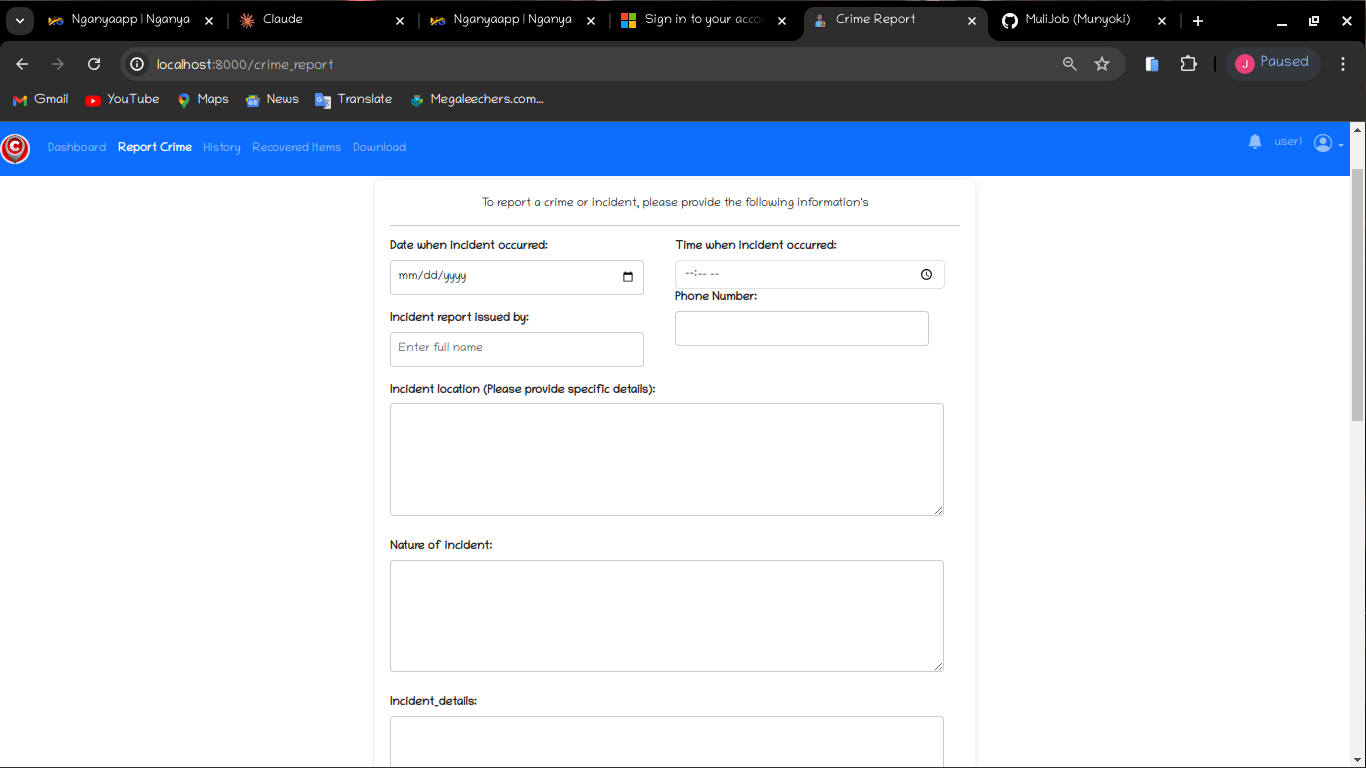 Nganyaapp | Nganya
Claude
Nganyaapp | Nganya
Sign in to your acco
Crime Report
MuliJob (Munyoki)
localhost:8000/crime_report
J
Paused
Gmail
YouTube
Maps
News
Translate
Megaleechers.com...
C
Dashboard
Report Crime
History
Recovered Items
Download
user1
To report a crime or incident, please provide the following information's
Date when incident occurred:
Time when incident occurred:
mm/dd/yyyy
--:-- --
Phone Number:
Incident report issued by:
Enter full name
Incident location (Please provide specific details):
Nature of incident:
Incident_details: